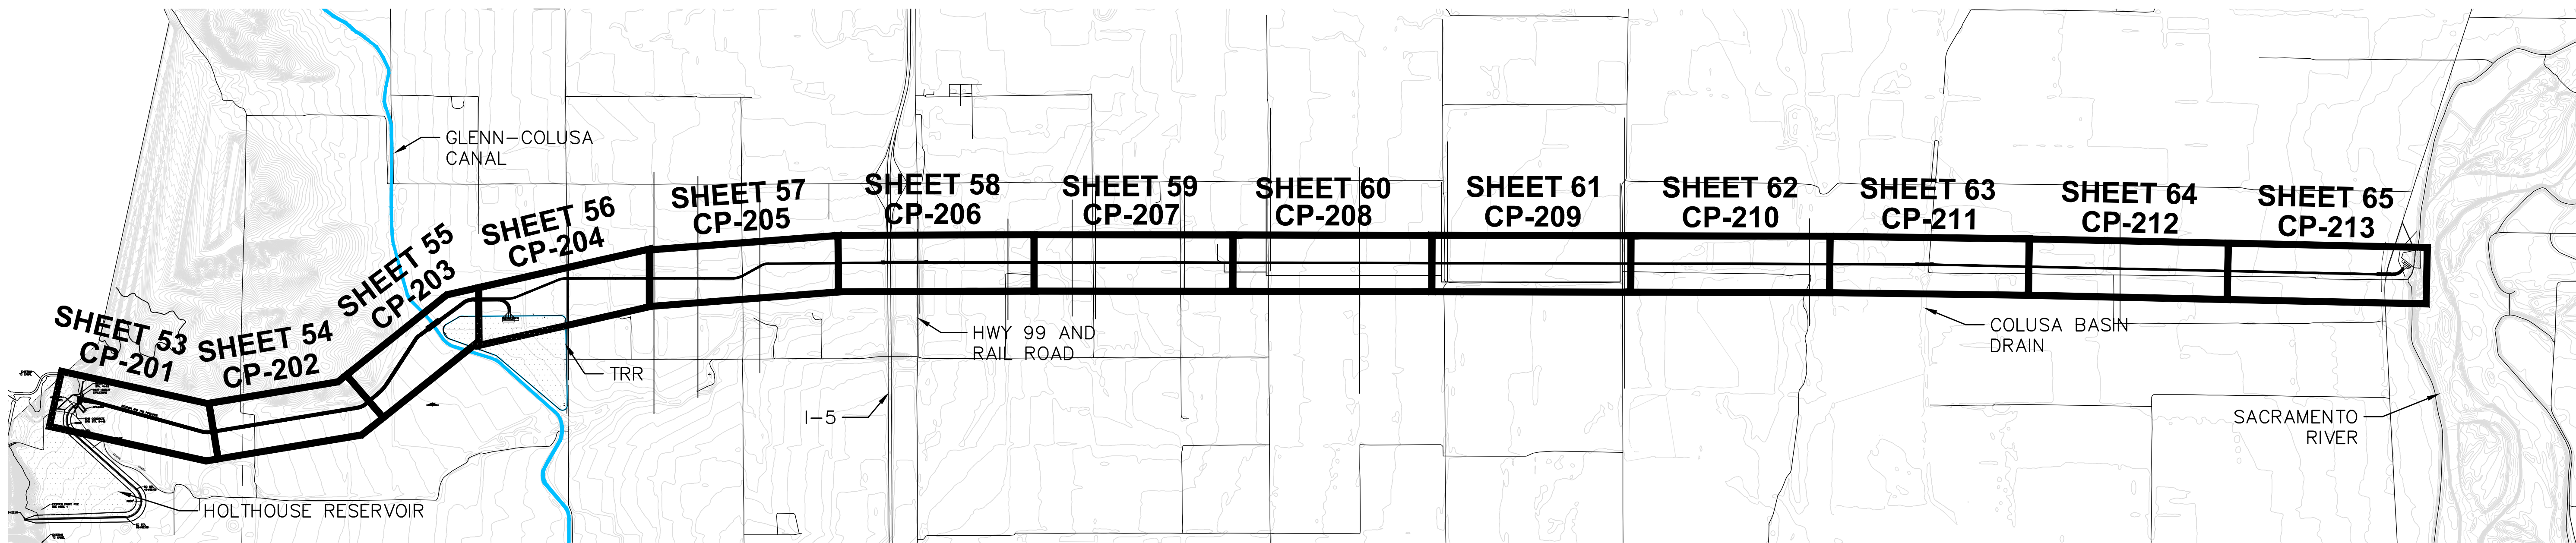 GLENN-COLUSA
CANAL
SHEET 53
CP-201
SHEET 54
CP-202
SHEET 55
CP-203
SHEET 56
CP-204
SHEET 57
CP-205
SHEET 58
CP-206
SHEET 59
CP-207
SHEET 60
CP-208
SHEET 61
CP-209
SHEET 62
CP-210
SHEET 63
CP-211
SHEET 64
CP-212
SHEET 65
CP-213
HWY 99 AND
RAIL ROAD
COLUSA BASIN
DRAIN
TRR
I-5
SACRAMENTO
RIVER
HOLTHOUSE RESERVOIR